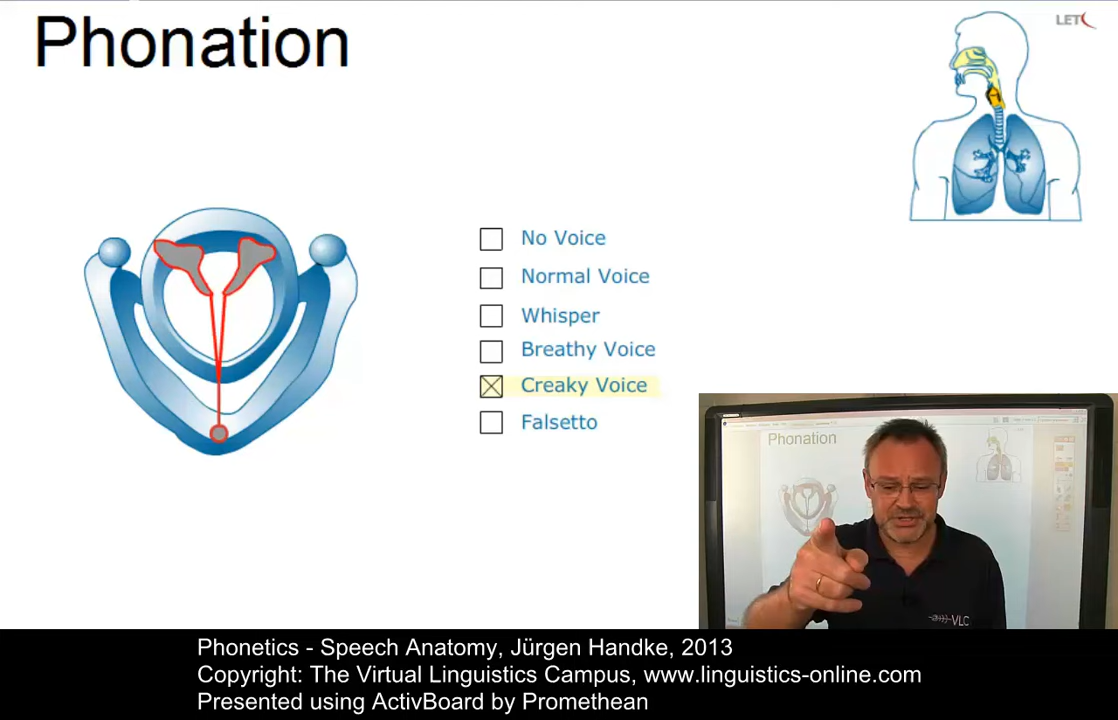 Phonation
LET
No Voice
Normal Voice
Whisper
Breathy Voice
Creaky Voice
Falsetto
Phonation
VLC
Phonetics - Speech Anatomy, Jürgen Handke, 2013
Copyright: The Virtual Linguistics Campus, www.linguistics-online.com
Presented using ActivBoard by Promethean